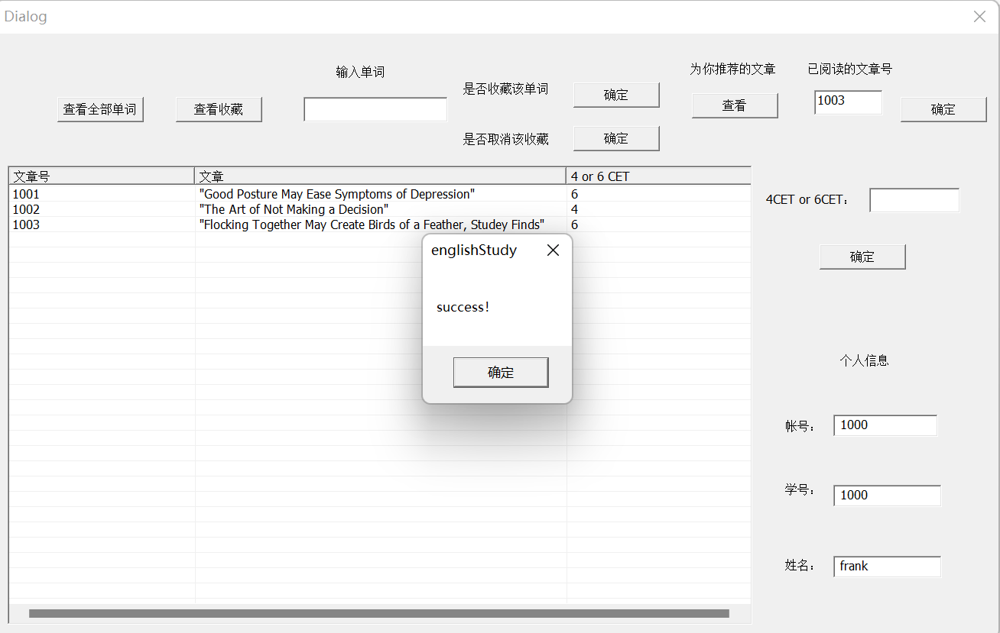 Dialog
输入单词
为你推荐的文章
已阅读的文章号
是否收藏该单词
确定
查看全部单词
查看收藏
查看
1003
确定
是否取消该收藏
确定
文章号 文章 4 or 6 CET
1001 "Good Posture May Ease Symptoms of Depression" 6
1002 "The Art of Not Making a Decision" 4
1003 "Flocking Together May Create Birds of a Feather, Studey Finds" 6
4CET or 6CET：
确定
englishStudy
success!
确定
个人信息
帐号： 1000
学号： 1000
姓名： frank